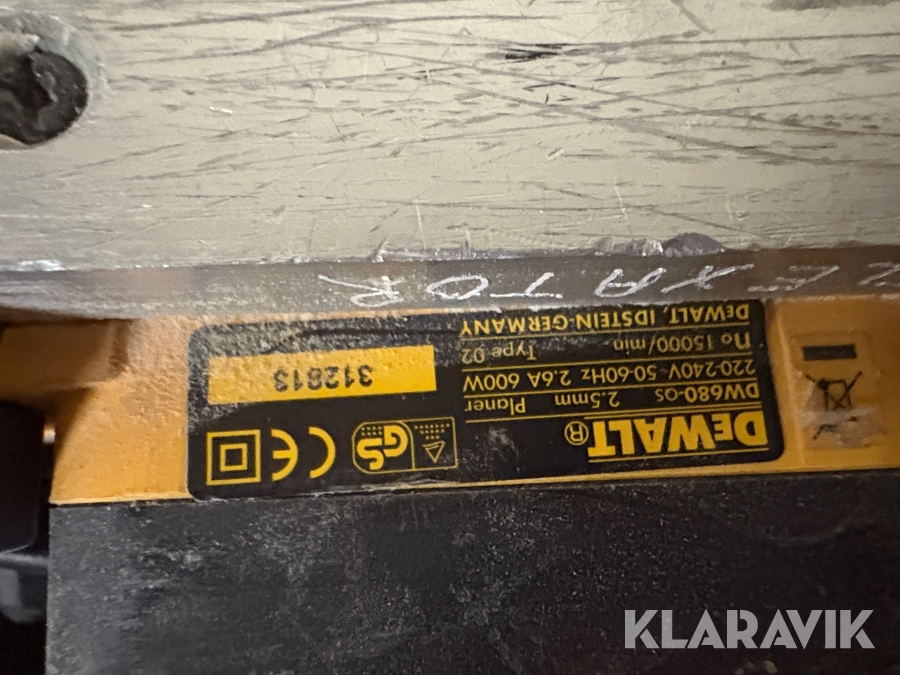 DEWALT®
DW680-QS 2.5mm Planer
220-240V~50-60Hz 2.6A 600W
n₀ 15000/min Type 02
DEWALT, IDSTEIN-GERMANY
GS
CE
312813
KLARAVIK